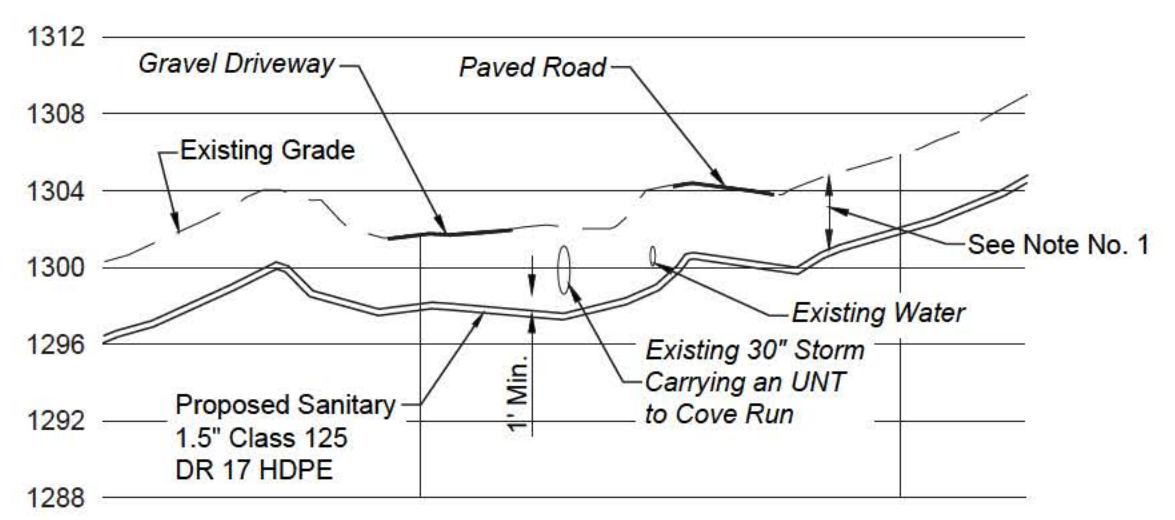 1312
Gravel Driveway
Paved Road
1308
Existing Grade
1304
See Note No. 1
1300
Existing Water
1296
Existing 30" Storm
Carrying an UNT
to Cove Run
1' Min.
Proposed Sanitary
1.5" Class 125
DR 17 HDPE
1292
1288